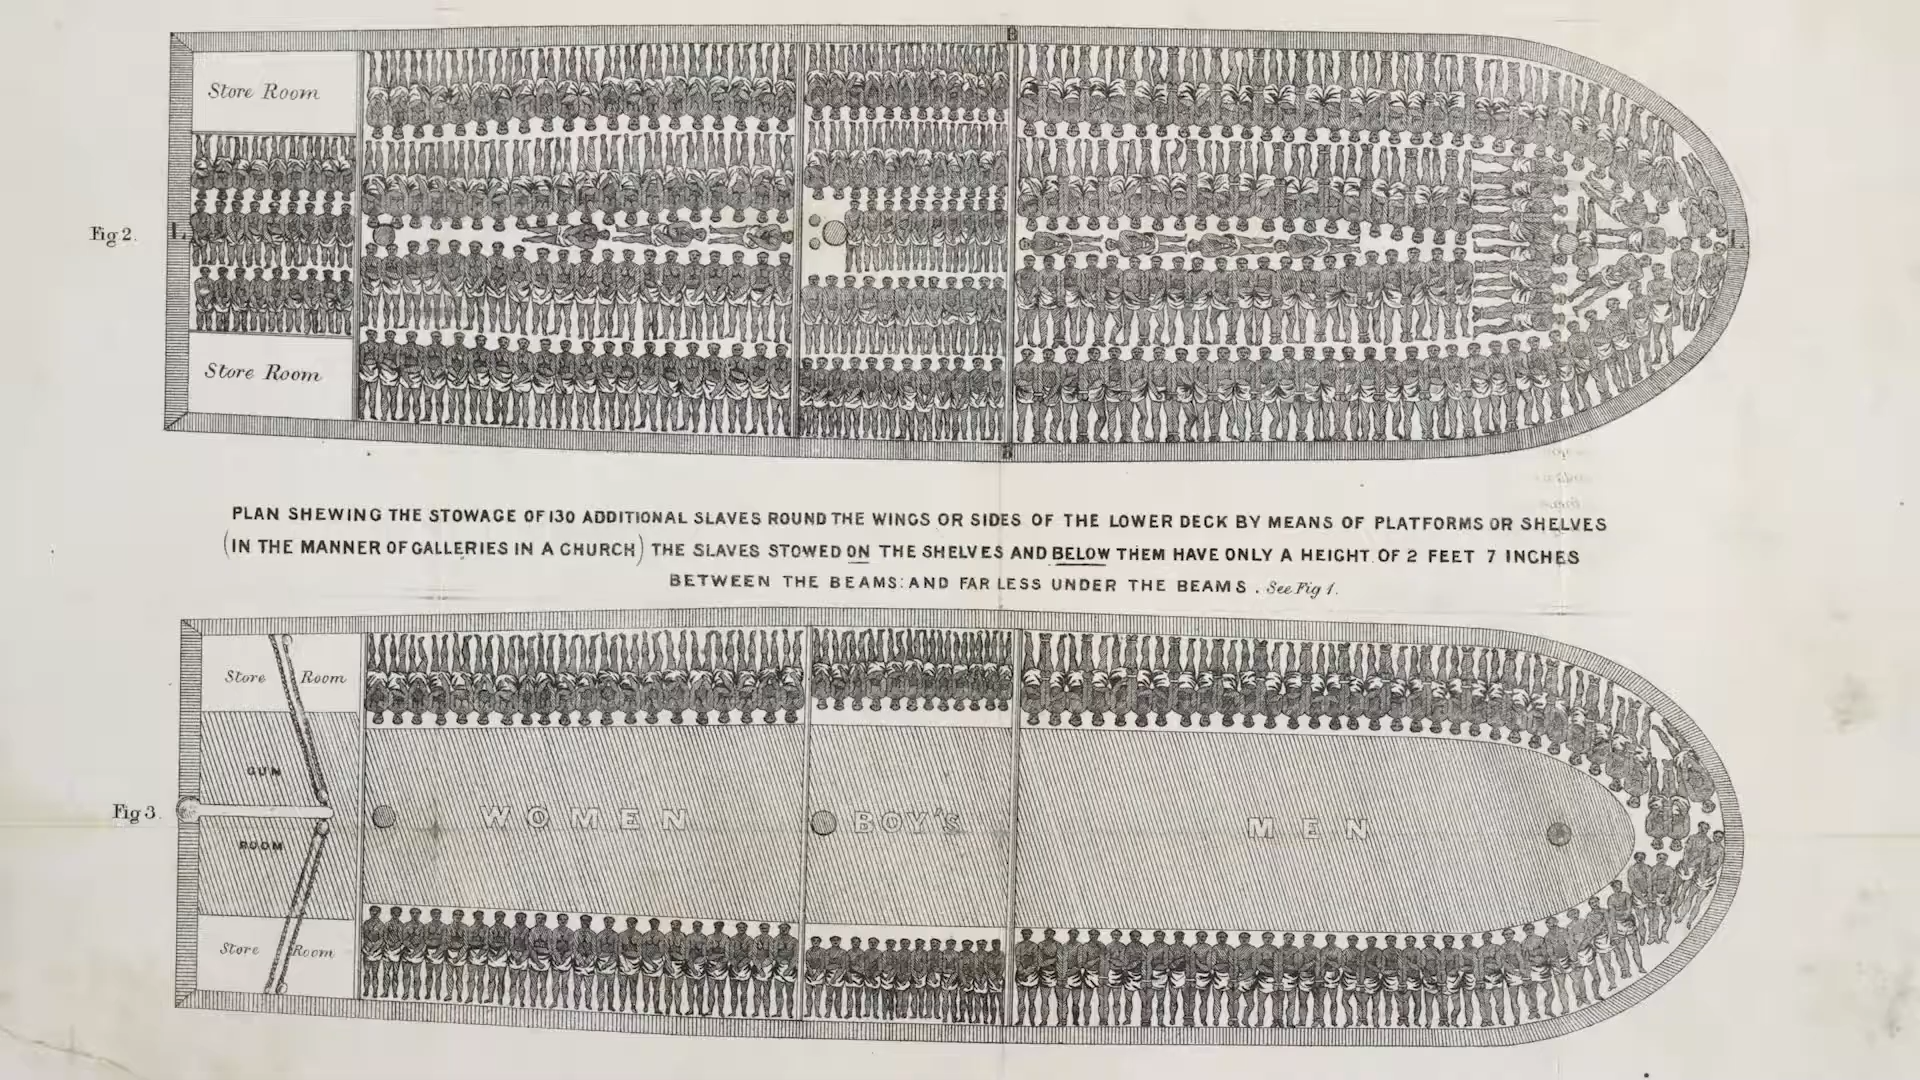 B
Store Room
Fig 2.
L
L
Store Room
B
PLAN SHEWING THE STOWAGE OF 130 ADDITIONAL SLAVES ROUND THE WINGS OR SIDES OF THE LOWER DECK BY MEANS OF PLATFORMS OR SHELVES
(IN THE MANNER OF GALLERIES IN A CHURCH) THE SLAVES STOWED ON THE SHELVES AND BELOW THEM HAVE ONLY A HEIGHT OF 2 FEET 7 INCHES
BETWEEN THE BEAMS: AND FAR LESS UNDER THE BEAMS. See Fig 1.
Store Room
GUN
Fig 3.
WOMEN
BOY'S
MEN
ROOM
Store Room